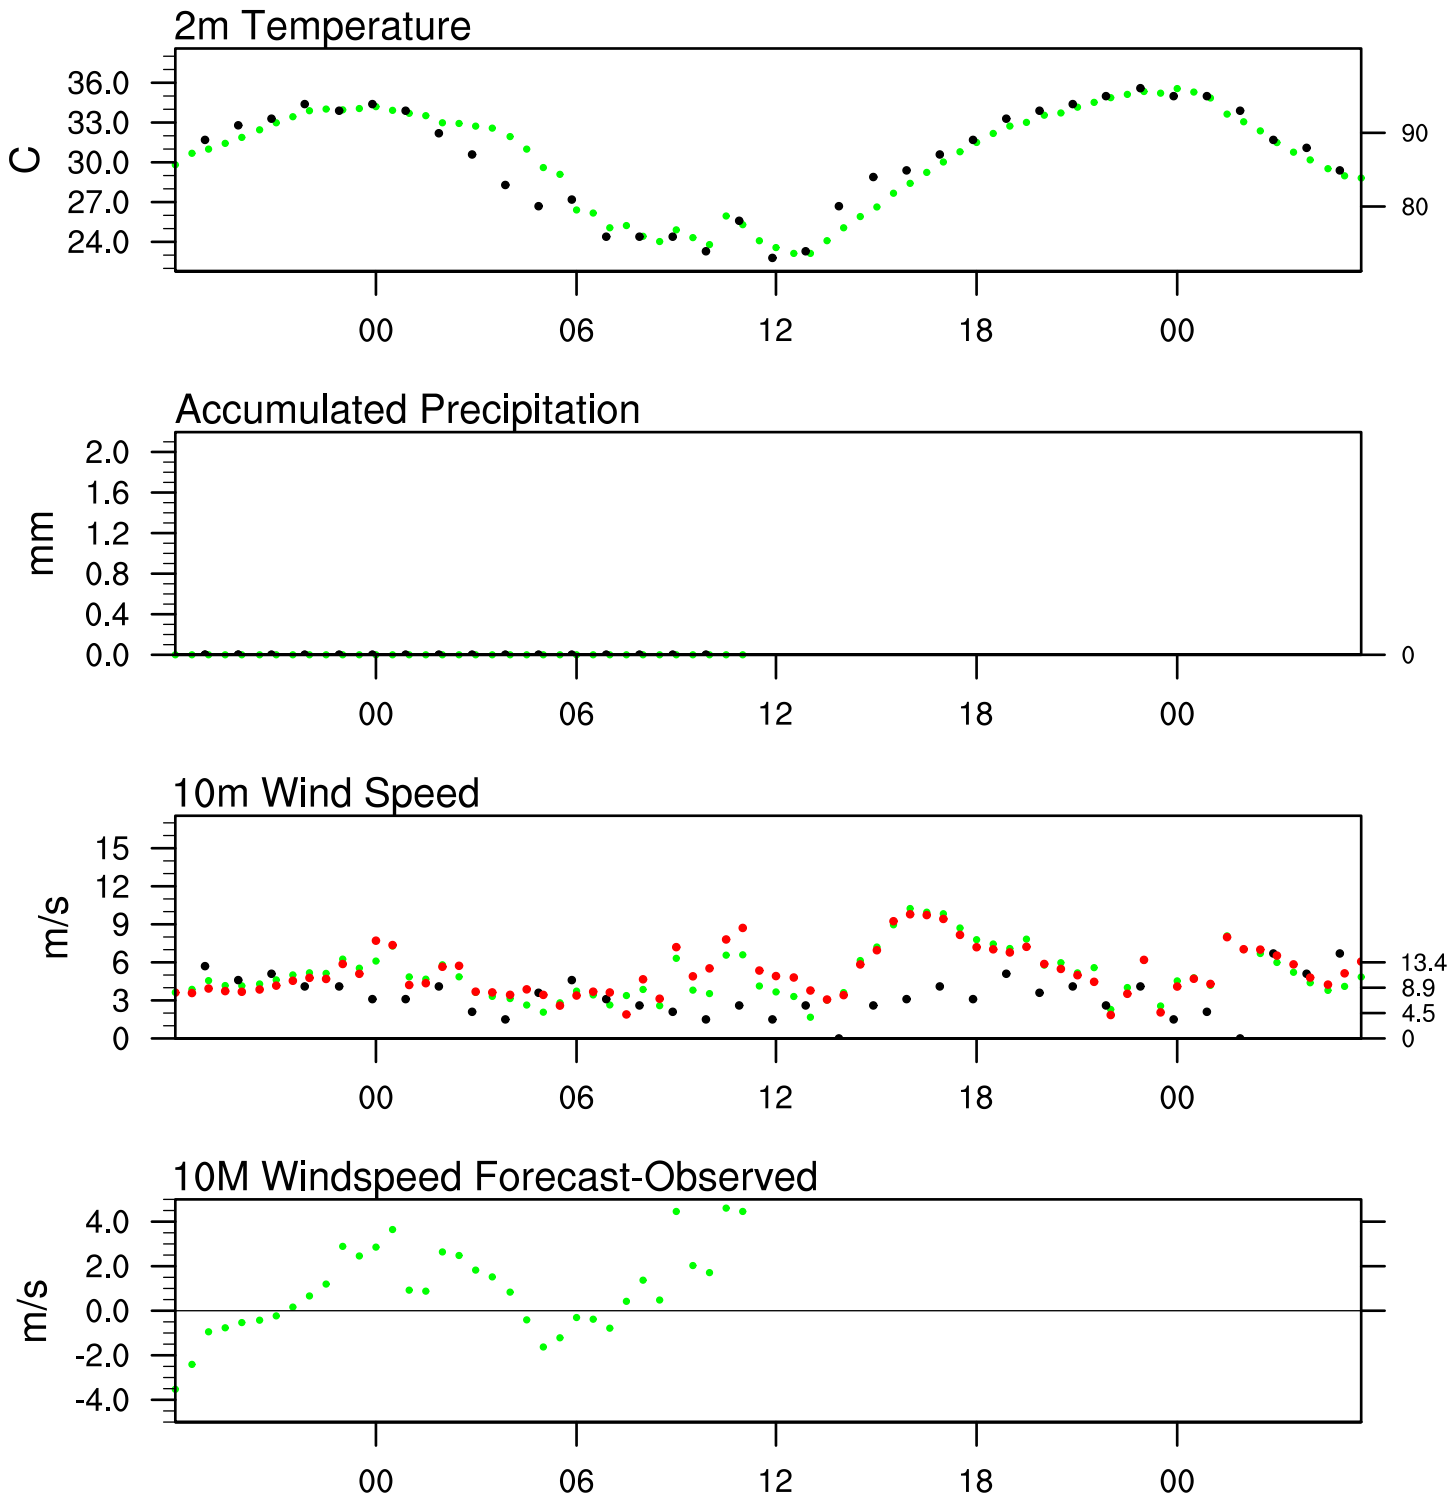 2m Temperature
36.0
33.0
30.0
27.0
24.0
C
90
80
00 06 12 18 00
Accumulated Precipitation
2.0
1.6
1.2
0.8
0.4
0.0
mm
0
00 06 12 18 00
10m Wind Speed
15
12
9
6
3
0
m/s
13.4
8.9
4.5
0
00 06 12 18 00
10M Windspeed Forecast-Observed
4.0
2.0
0.0
-2.0
-4.0
m/s
00 06 12 18 00